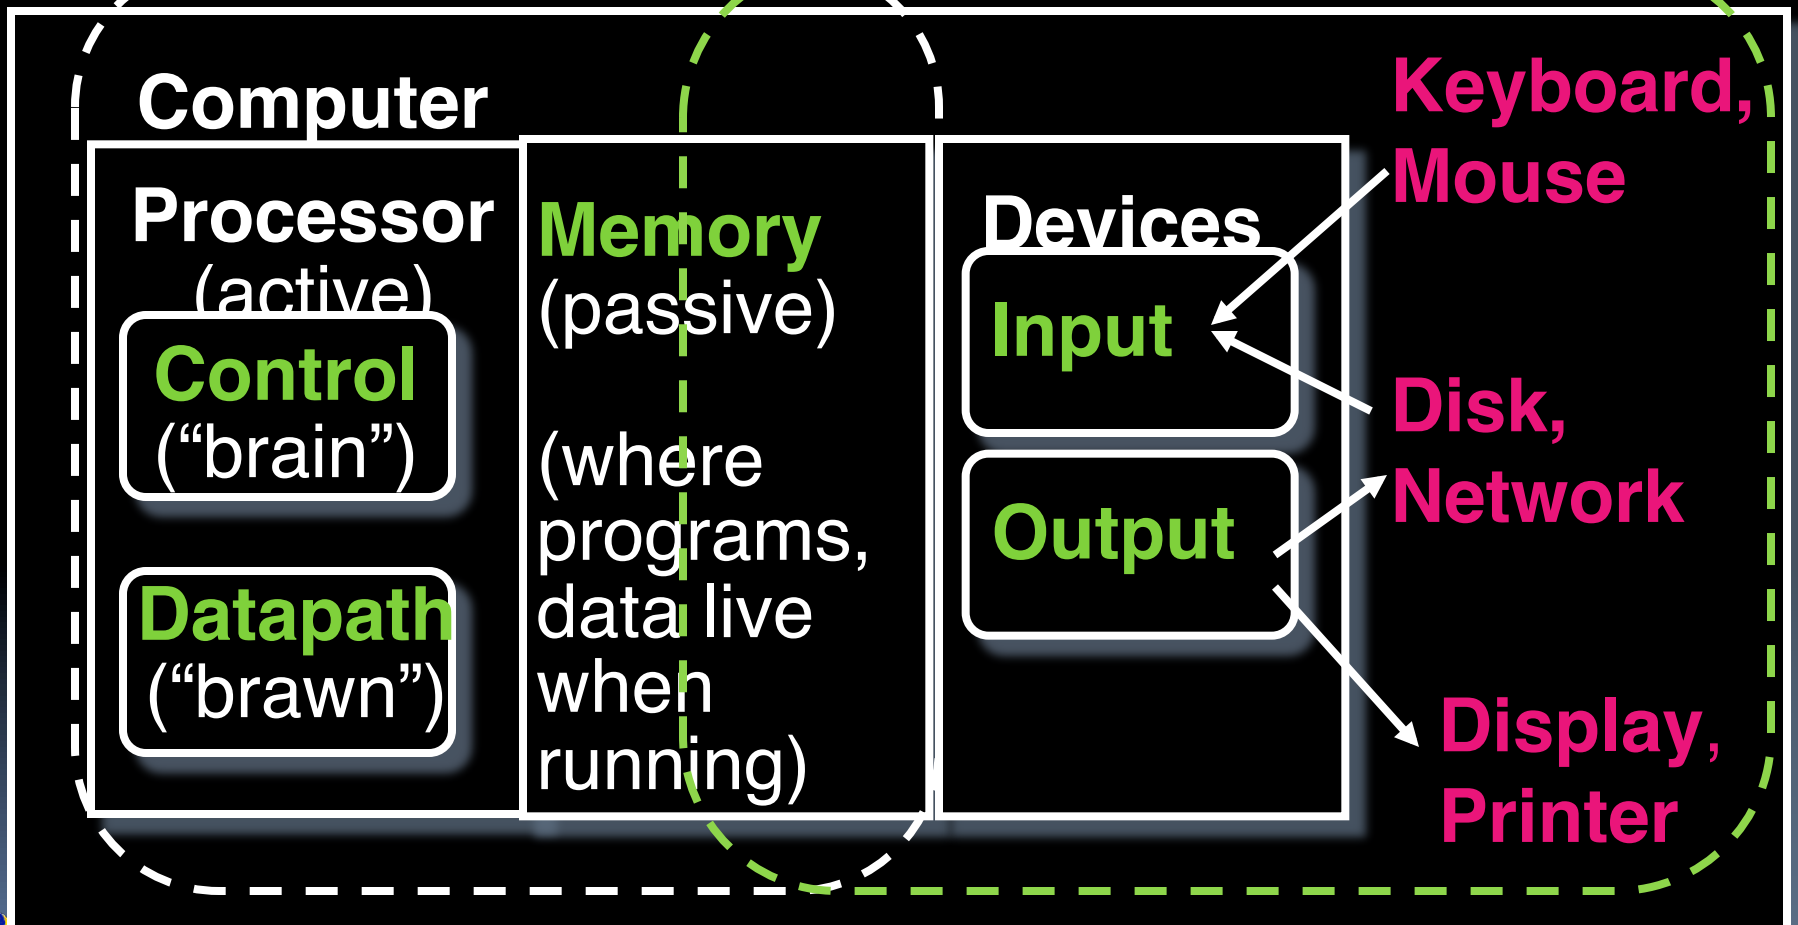 Computer
Processor
(active)
Control
(“brain”)
Datapath
(“brawn”)
Memory
(passive)
(where
programs,
data live
when
running)
Devices
Input
Output
Keyboard,
Mouse
Disk,
Network
Display,
Printer